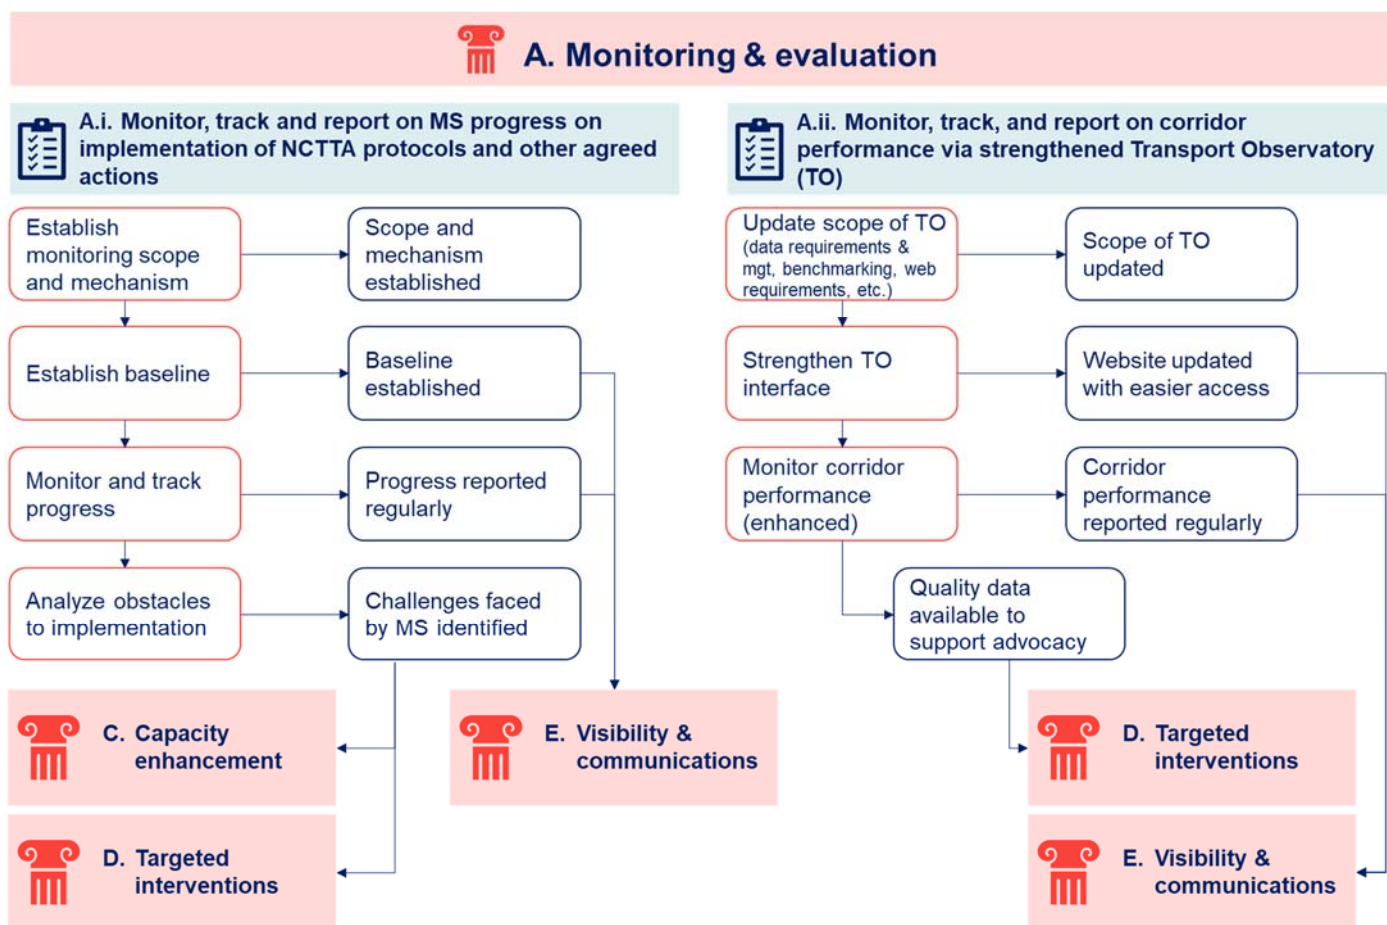 A. Monitoring & evaluation
A.i. Monitor, track and report on MS progress on
implementation of NCTTA protocols and other agreed
actions
Establish
monitoring scope
and mechanism
Scope and
mechanism
established
Establish baseline
Baseline
established
Monitor and track
progress
Progress reported
regularly
Analyze obstacles
to implementation
Challenges faced
by MS identified
C. Capacity
enhancement
D. Targeted
interventions
E. Visibility &
communications
A.ii. Monitor, track, and report on corridor
performance via strengthened Transport Observatory
(TO)
Update scope of TO
(data requirements &
mgt, benchmarking, web
requirements, etc.)
Scope of TO
updated
Strengthen TO
interface
Website updated
with easier access
Monitor corridor
performance
(enhanced)
Corridor
performance
reported regularly
Quality data
available to
support advocacy
D. Targeted
interventions
E. Visibility &
communications